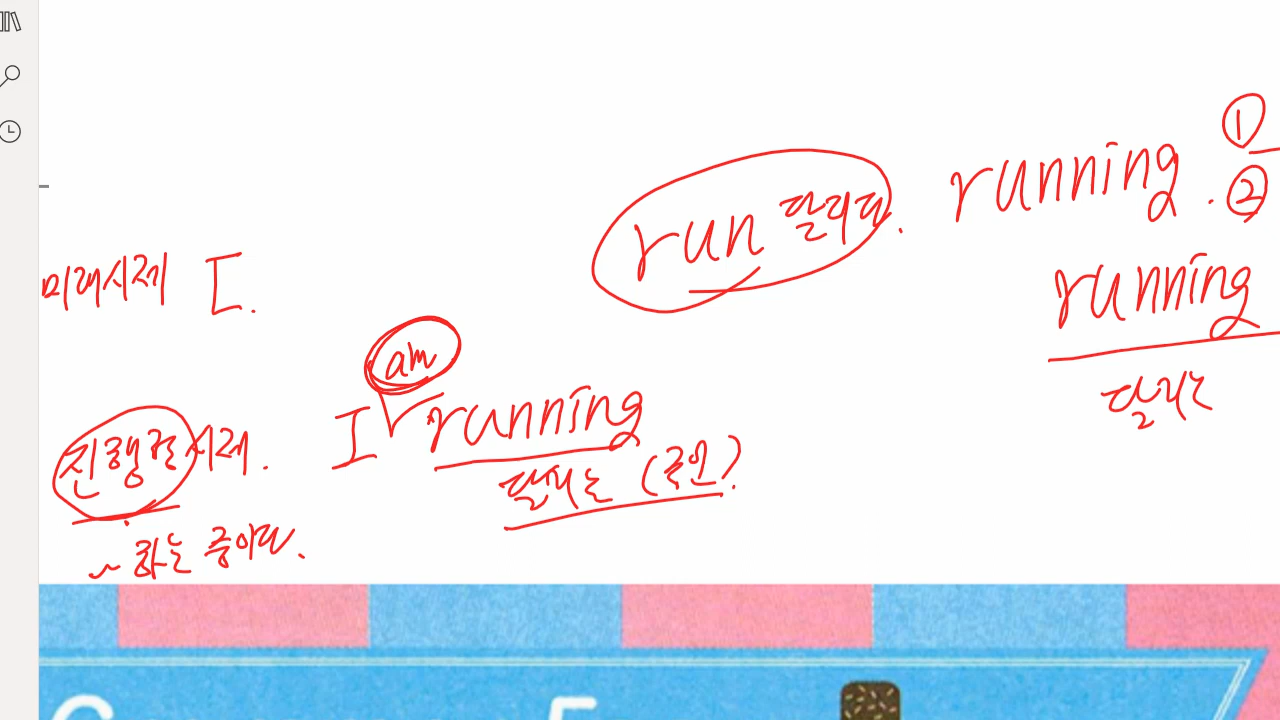 ①
run 달리다. running. ②
미래시제 [.
running
am
달리는
I ∨ running
진행형시제.
달리는 (중인)
~하는 중이다.